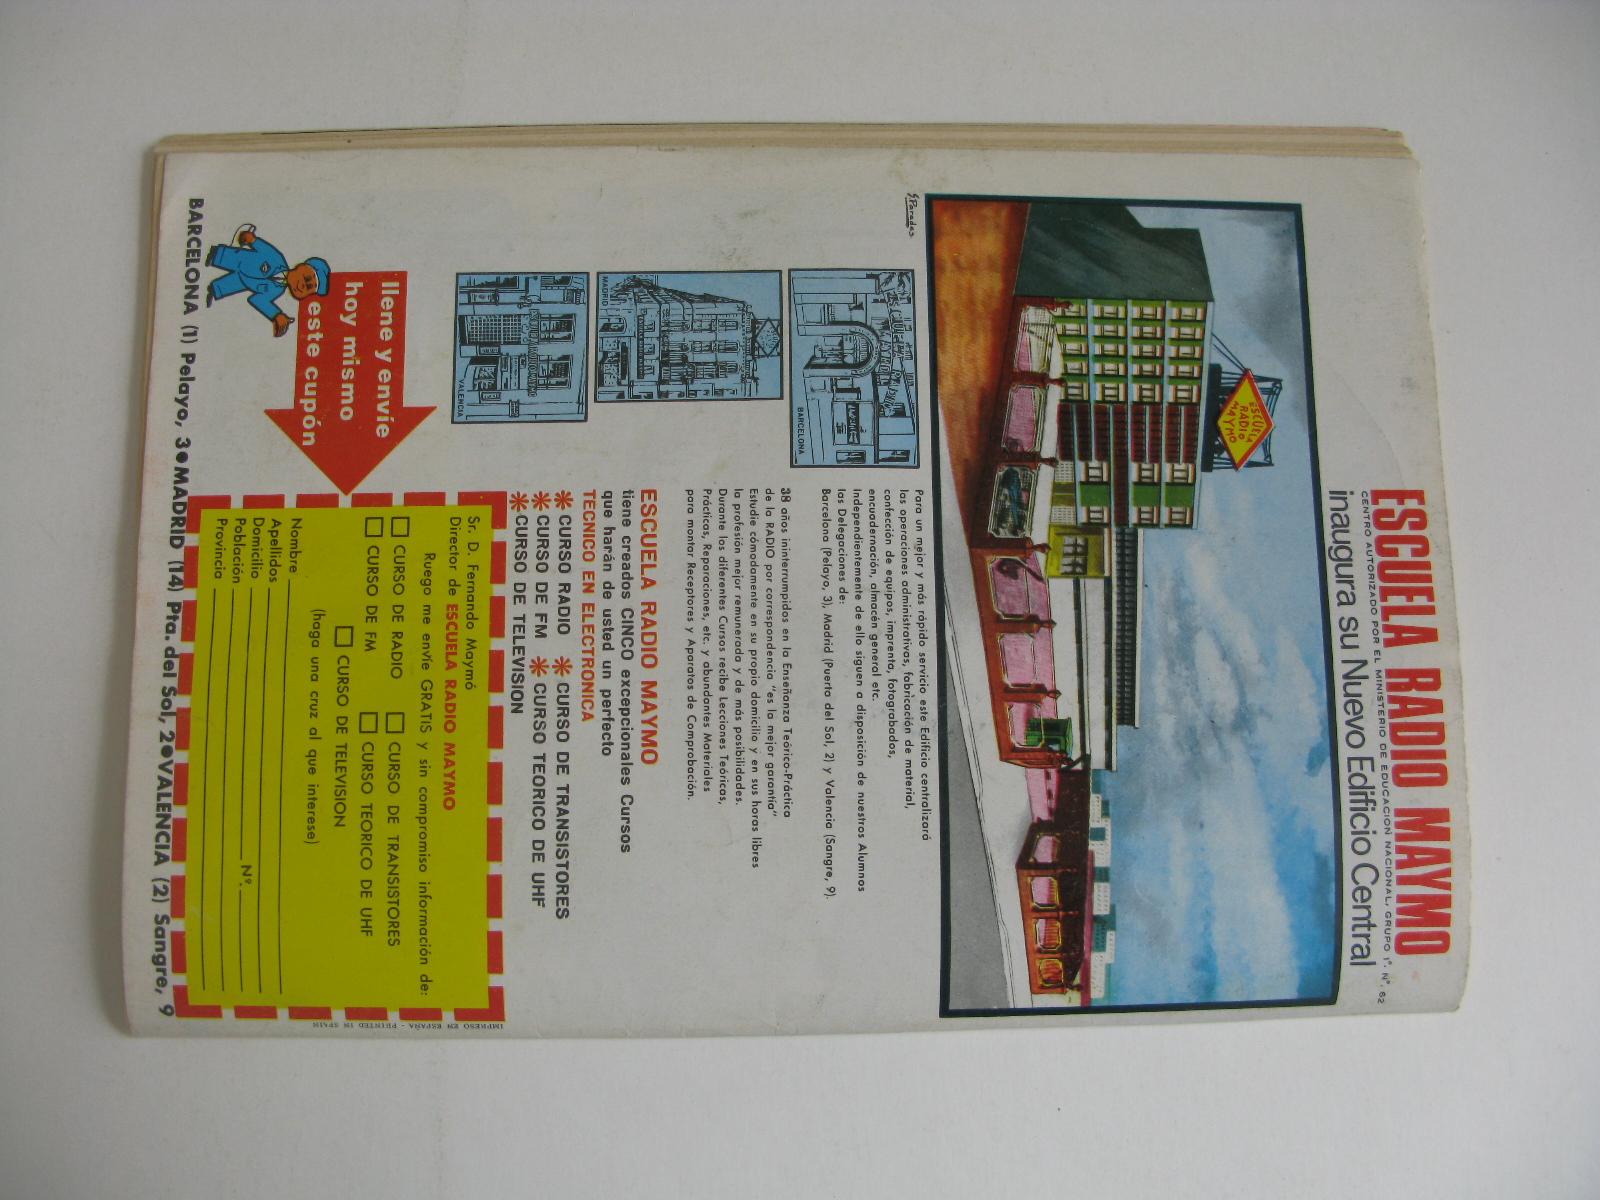 ESCUELA RADIO MAYMO
CENTRO AUTORIZADO POR EL MINISTERIO DE EDUCACION NACIONAL, GRUPO 1º. Nº. 62
inaugura su Nuevo Edificio Central
ESCUELA
RADIO
MAYMO
S. Paredes
BARCELONA
MADRID
VALENCIA
Para un mejor y más rápido servicio este Edificio centralizará
las operaciones administrativas, fabricación de material,
confección de equipos, imprenta, fotograbados,
encuadernación, almacén general etc.
Independientemente de ello siguen a disposición de nuestros Alumnos
las Delegaciones de:
Barcelona (Pelayo, 3), Madrid (Puerta del Sol, 2) y Valencia (Sangre, 9).
38 años ininterrumpidos en la Enseñanza Teórico-Práctica
de la RADIO por correspondencia "es la mejor garantía"
Estudie cómodamente en su propio domicilio y en sus horas libres
la profesión mejor remunerada y de más posibilidades.
Durante los diferentes Cursos recibe Lecciones Teóricas,
Prácticas, Reparaciones, etc. y abundantes Materiales
para montar Receptores y Aparatos de Comprobación.
ESCUELA RADIO MAYMO
tiene creados CINCO excepcionales Cursos
que harán de usted un perfecto
TECNICO EN ELECTRONICA
CURSO RADIO CURSO DE TRANSISTORES
CURSO DE FM CURSO TEORICO DE UHF
CURSO DE TELEVISION
llene y envíe
hoy mismo
este cupón
Sr. D. Fernando Maymó
Director de ESCUELA RADIO MAYMO
Ruego me envíe GRATIS y sin compromiso información de:
CURSO DE RADIO CURSO DE TRANSISTORES
CURSO DE FM CURSO TEORICO DE UHF
CURSO DE TELEVISION
(haga una cruz al que interese)
Nombre
Apellidos
Domicilio Nº.
Población
Provincia
BARCELONA (1) Pelayo, 3●MADRID (14) Pta. del Sol, 2●VALENCIA (2) Sangre, 9
IMPRESO EN ESPAÑA - PRINTED IN SPAIN